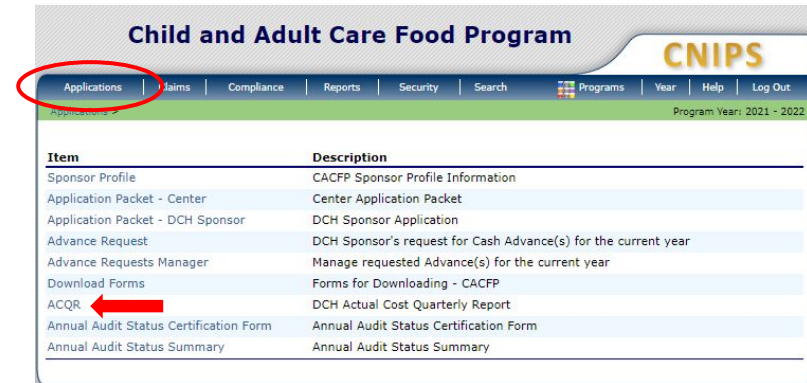 Child and Adult Care Food Program
CNIPS
Applications Claims Compliance Reports Security Search Programs Year Help Log Out
Applications > Program Year: 2021 - 2022
Item Description
Sponsor Profile CACFP Sponsor Profile Information
Application Packet - Center Center Application Packet
Application Packet - DCH Sponsor DCH Sponsor Application
Advance Request DCH Sponsor's request for Cash Advance(s) for the current year
Advance Requests Manager Manage requested Advance(s) for the current year
Download Forms Forms for Downloading - CACFP
ACQR DCH Actual Cost Quarterly Report
Annual Audit Status Certification Form Annual Audit Status Certification Form
Annual Audit Status Summary Annual Audit Status Summary